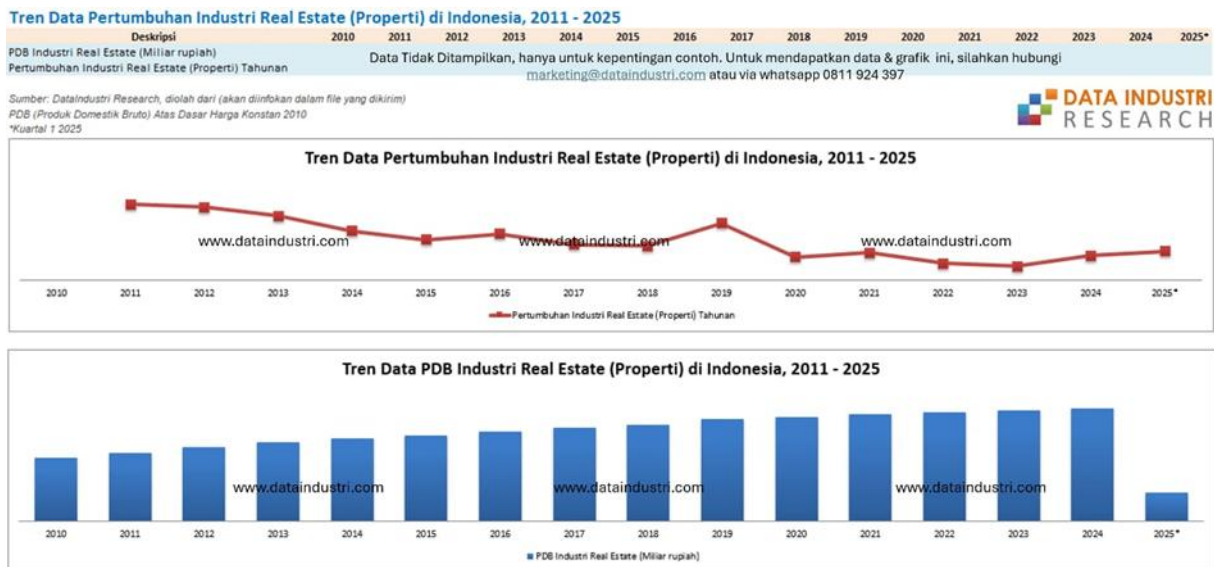 Tren Data Pertumbuhan Industri Real Estate (Properti) di Indonesia, 2011 - 2025
Deskripsi 2010 2011 2012 2013 2014 2015 2016 2017 2018 2019 2020 2021 2022 2023 2024 2025*
PDB Industri Real Estate (Miliar rupiah)
Pertumbuhan Industri Real Estate (Properti) Tahunan
Data Tidak Ditampilkan, hanya untuk kepentingan contoh. Untuk mendapatkan data & grafik ini, silahkan hubungi
marketing@dataindustri.com atau via whatsapp 0811 924 397
Sumber: DataIndustri Research, diolah dari (akan diinfokan dalam file yang dikirim)
PDB (Produk Domestik Bruto) Atas Dasar Harga Konstan 2010
*Kuartal 1 2025
DATA INDUSTRI
RESEARCH
Tren Data Pertumbuhan Industri Real Estate (Properti) di Indonesia, 2011 - 2025
www.dataindustri.com www.dataindustri.com www.dataindustri.com
2010 2011 2012 2013 2014 2015 2016 2017 2018 2019 2020 2021 2022 2023 2024 2025*
Pertumbuhan Industri Real Estate (Properti) Tahunan
Tren Data PDB Industri Real Estate (Properti) di Indonesia, 2011 - 2025
www.dataindustri.com www.dataindustri.com www.dataindustri.com
2010 2011 2012 2013 2014 2015 2016 2017 2018 2019 2020 2021 2022 2023 2024 2025*
PDB Industri Real Estate (Miliar rupiah)